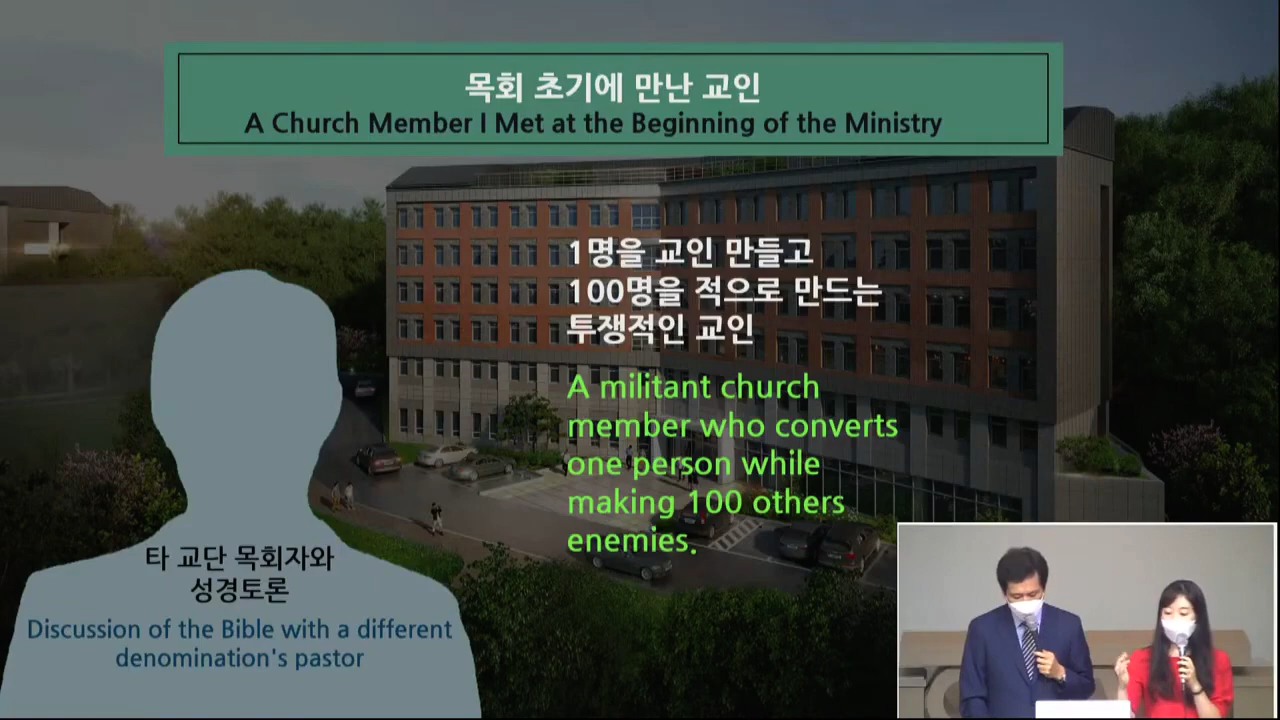 목회 초기에 만난 교인
A Church Member I Met at the Beginning of the Ministry
1명을 교인 만들고
100명을 적으로 만드는
투쟁적인 교인
A militant church
member who converts
one person while
making 100 others
enemies.
타 교단 목회자와
성경토론
Discussion of the Bible with a different
denomination's pastor